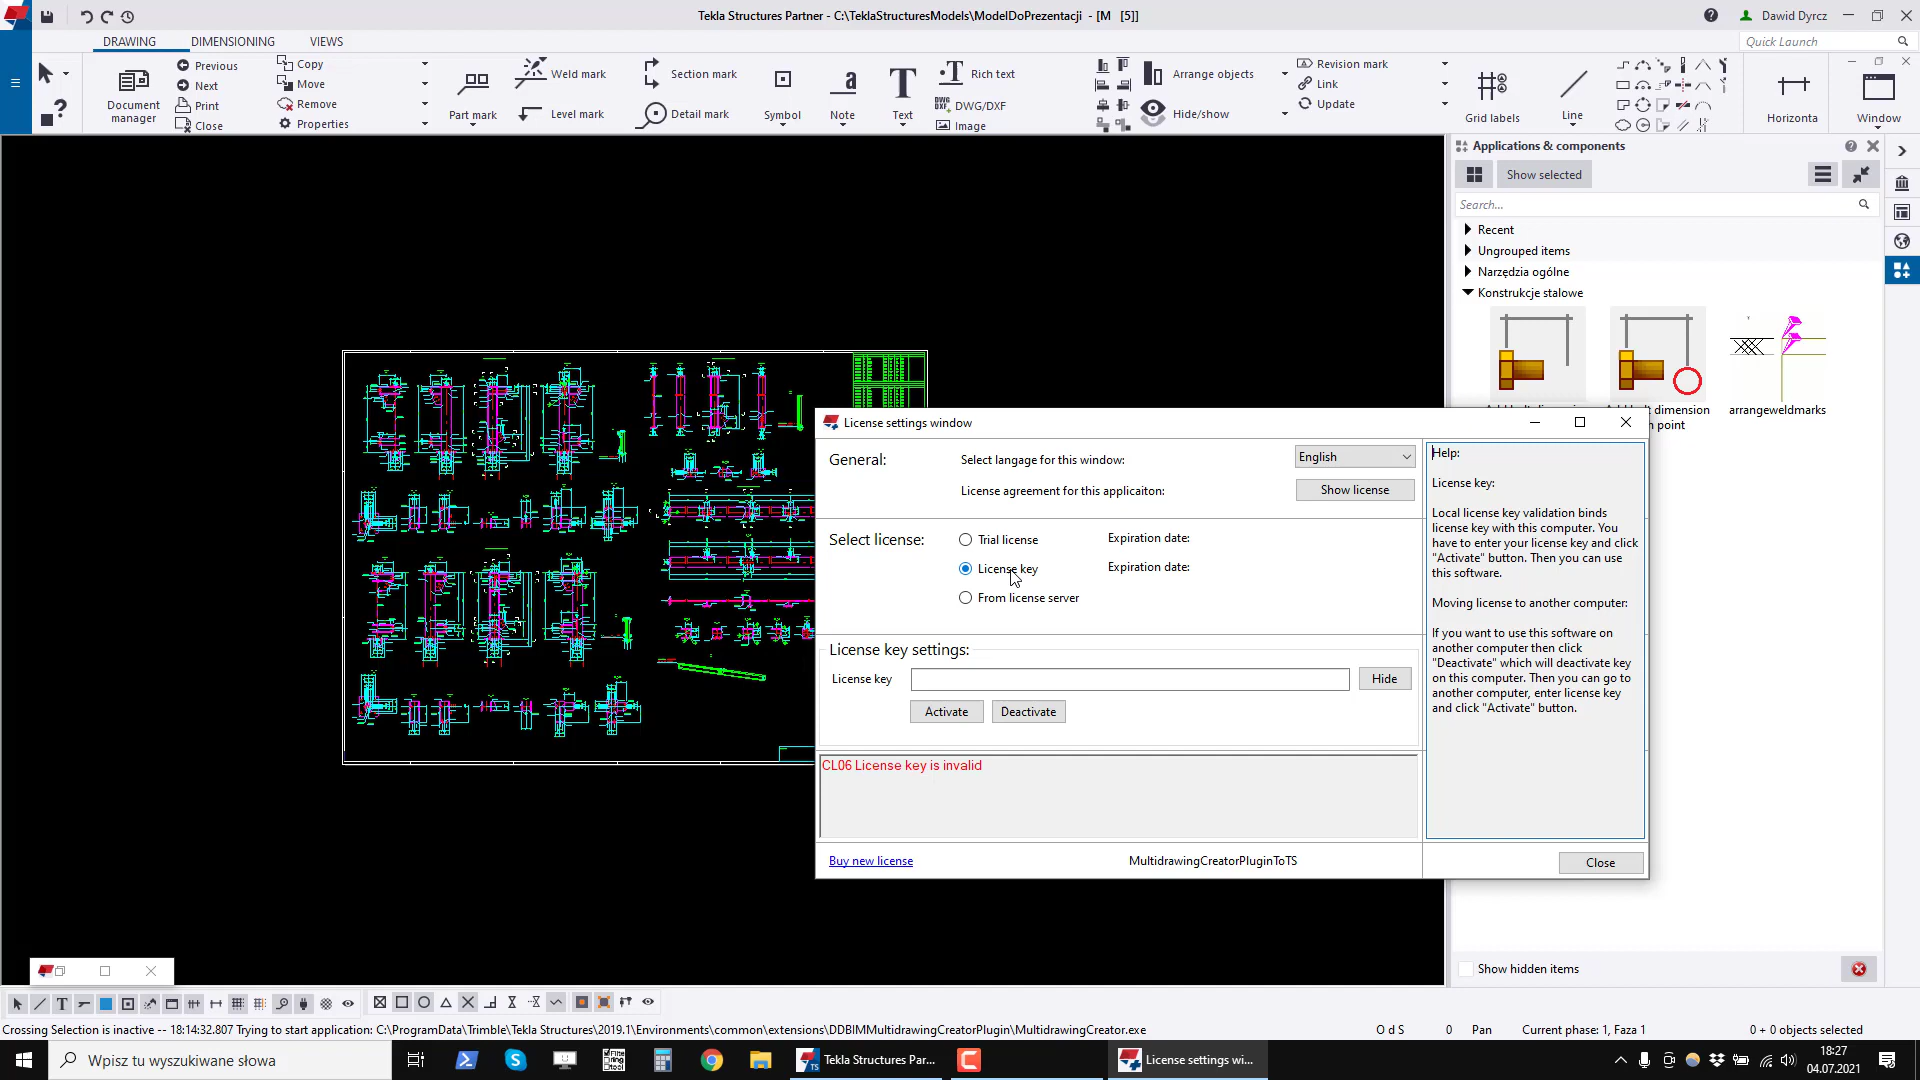 Tekla Structures Partner - C:\TeklaStructuresModels\ModelDoPrezentacji - [M [5]]
Dawid Dyrcz
DRAWING
DIMENSIONING
VIEWS
Quick Launch
Document manager
Previous
Next
Print
Close
Copy
Move
Remove
Properties
Part mark
Weld mark
Level mark
Section mark
Detail mark
Symbol
Note
Text
Rich text
DWG/DXF
Image
Arrange objects
Hide/show
Revision mark
Link
Update
Grid labels
Line
Horizonta
Window
Applications & components
Show selected
Search...
Recent
Ungrouped items
Narzędzia ogólne
Konstrukcje stalowe
dimension
point
arrangeweldmarks
License settings window
General:
Select langage for this window:
English
License agreement for this applicaiton:
Show license
Select license:
Trial license
Expiration date:
License key
Expiration date:
From license server
License key settings:
License key
Hide
Activate
Deactivate
CL06 License key is invalid
Buy new license
MultidrawingCreatorPluginToTS
Help:
License key:
Local license key validation binds
license key with this computer. You
have to enter your license key and click
"Activate" button. Then you can use
this software.
Moving license to another computer:
If you want to use this software on
another computer then click
"Deactivate" which will deactivate key
on this computer. Then you can go to
another computer, enter license key
and click "Activate" button.
Close
Show hidden items
Crossing Selection is inactive -- 18:14:32.807 Trying to start application: C:\ProgramData\Trimble\Tekla Structures\2019.1\Environments\common\extensions\DDBIMMultidrawingCreatorPlugin\MultidrawingCreator.exe
O d S
0
Pan
Current phase: 1, Faza 1
0 + 0 objects selected
Wpisz tu wyszukiwane słowa
Tekla Structures Par...
License settings wi...
18:27
04.07.2021